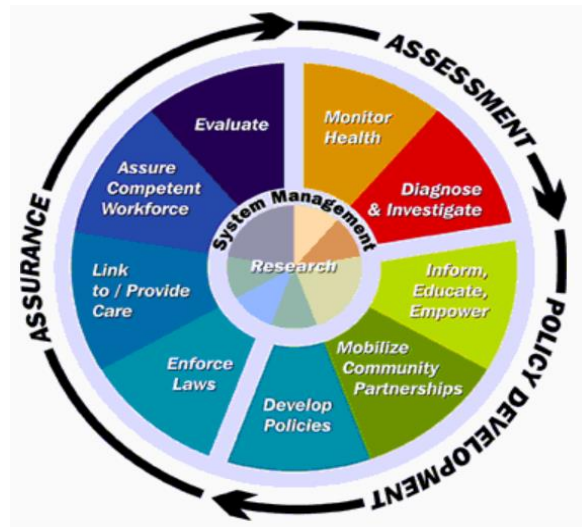 ASSESSMENT
POLICY DEVELOPMENT
ASSURANCE
Evaluate
Monitor
Health
Assure
Competent
Workforce
Diagnose
& Investigate
System Management
Research
Link
to / Provide
Care
Inform,
Educate,
Empower
Enforce
Laws
Mobilize
Community
Partnerships
Develop
Policies